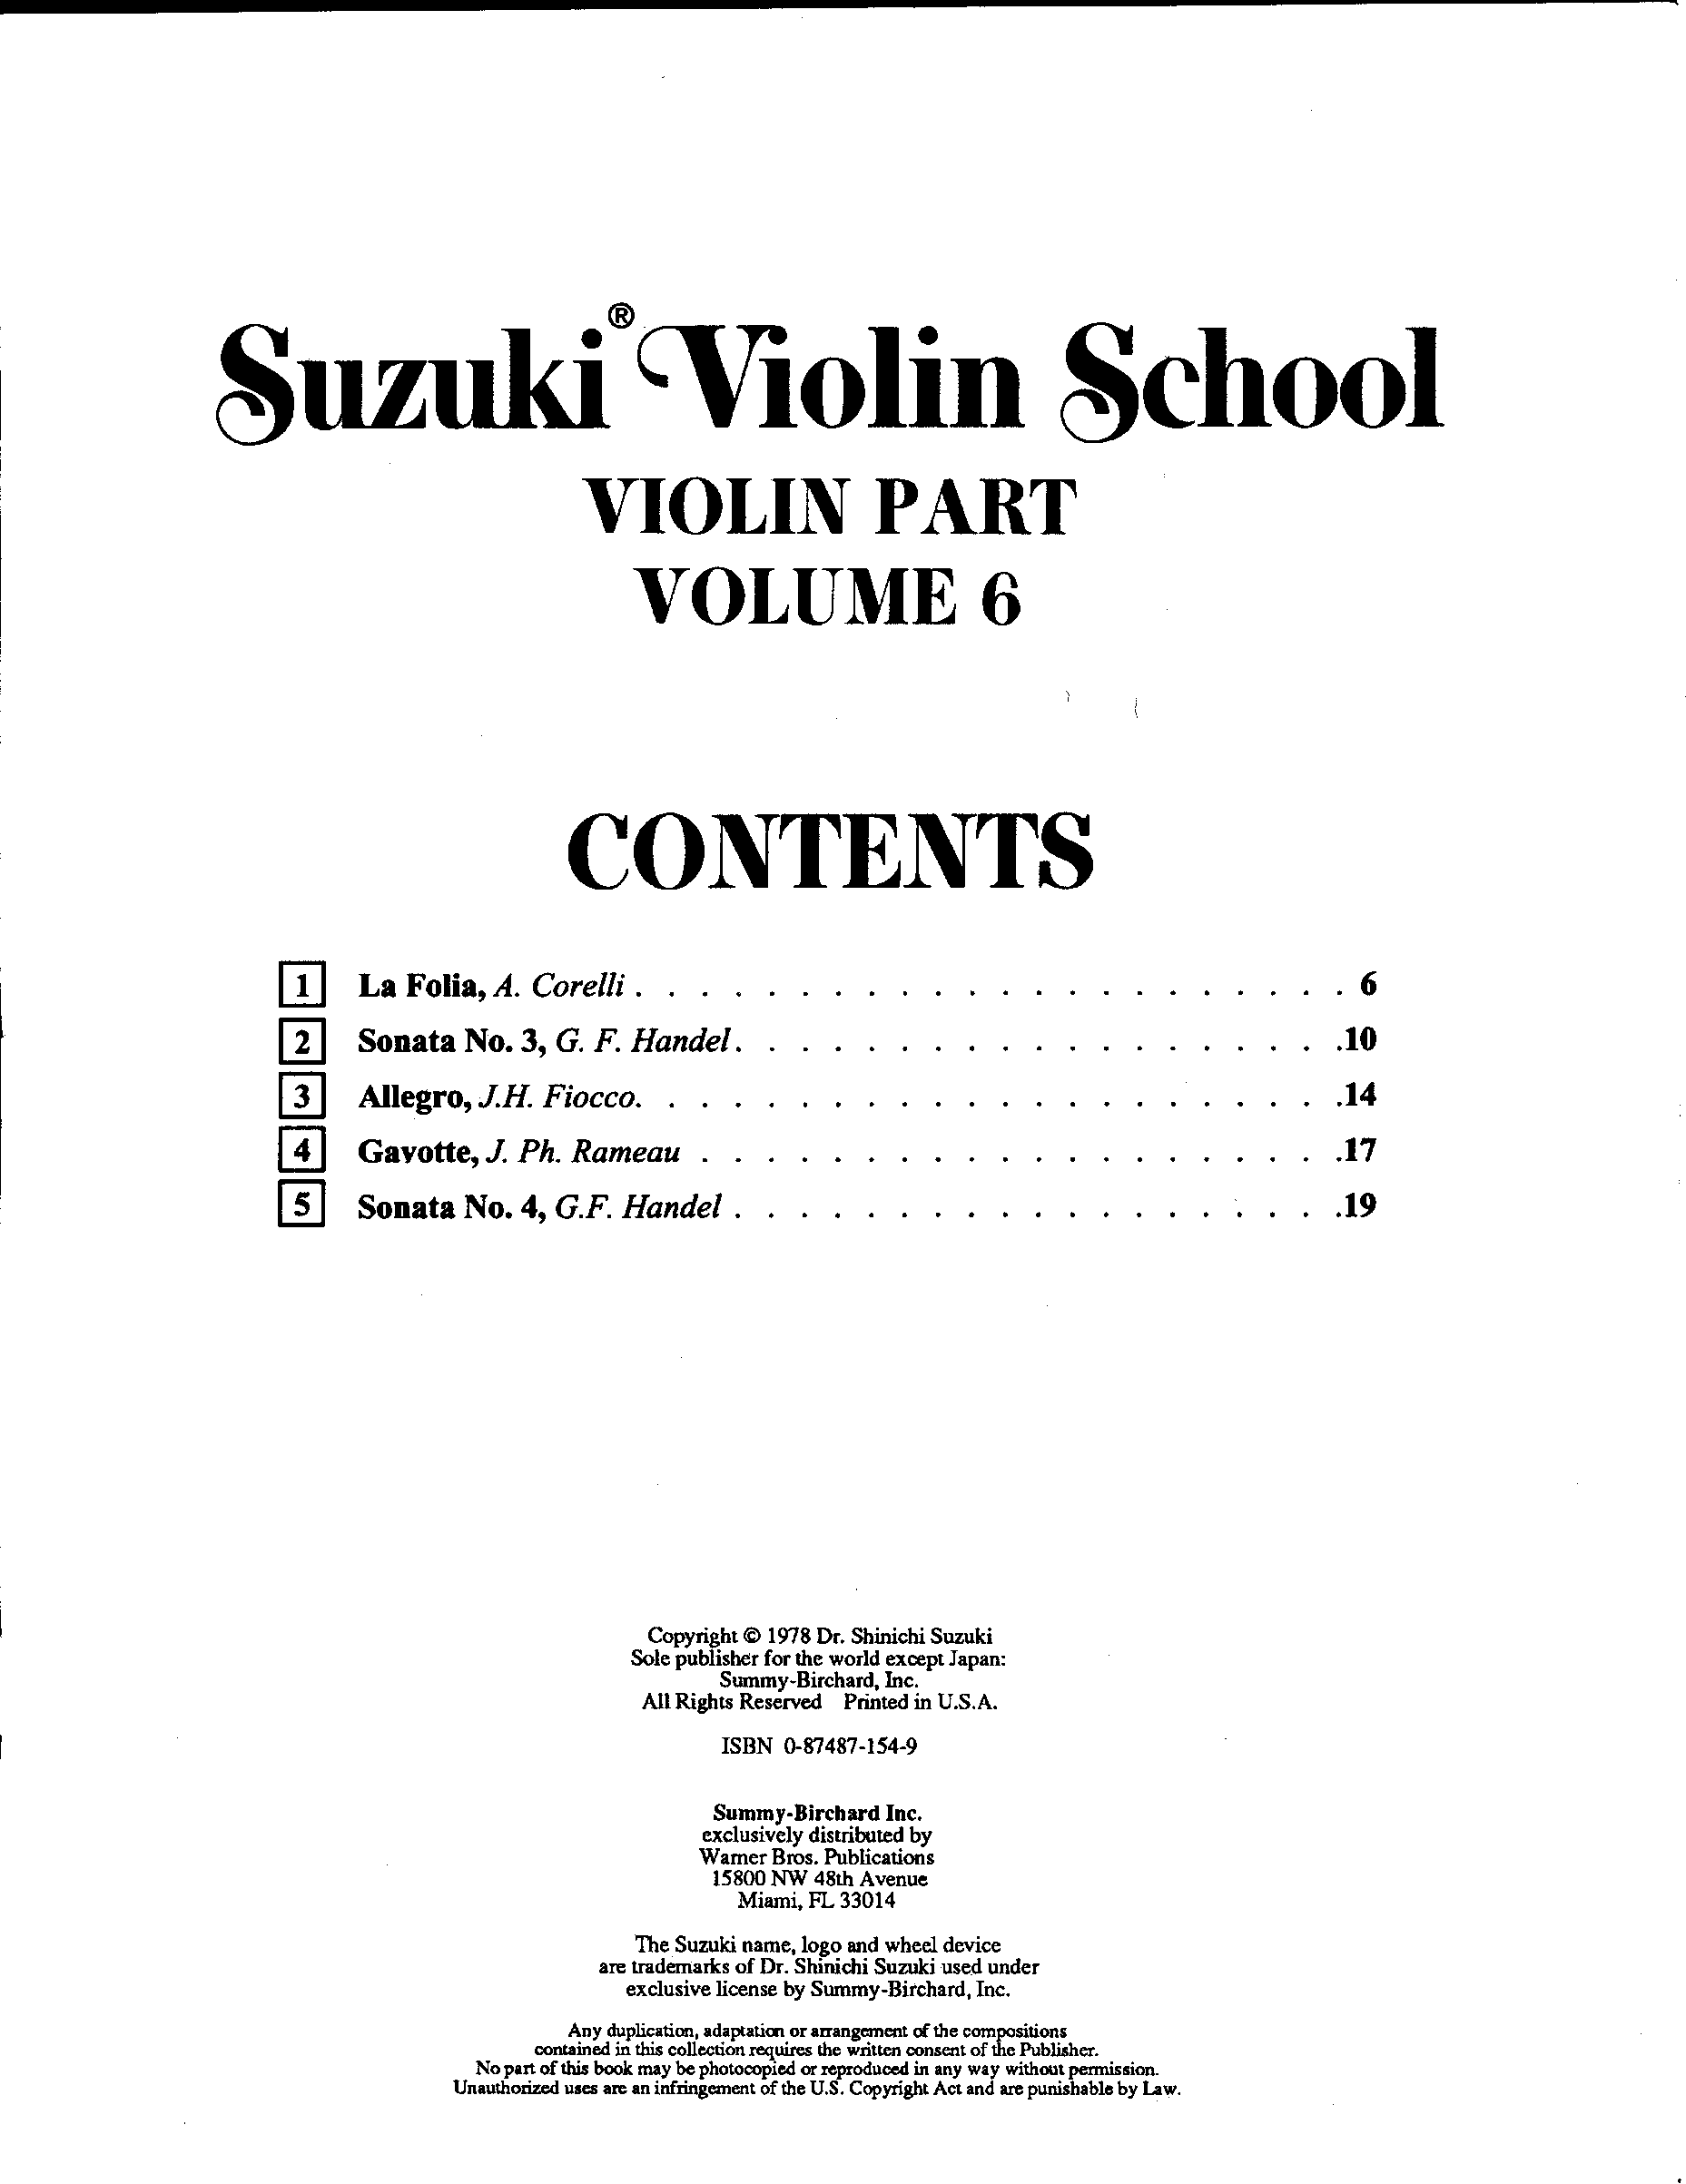 Suzuki® Violin School
VIOLIN PART
VOLUME 6
CONTENTS
1 La Folia, A. Corelli . . . . . . . . . . . . . . . . . . . . . . 6
2 Sonata No. 3, G. F. Handel. . . . . . . . . . . . . . . . . . . .10
3 Allegro, J.H. Fiocco. . . . . . . . . . . . . . . . . . . . . . .14
4 Gavotte, J. Ph. Rameau . . . . . . . . . . . . . . . . . . . . .17
5 Sonata No. 4, G.F. Handel . . . . . . . . . . . . . . . . . . . .19
Copyright © 1978 Dr. Shinichi Suzuki
Sole publisher for the world except Japan:
Summy-Birchard, Inc.
All Rights Reserved Printed in U.S.A.
ISBN 0-87487-154-9
Summy-Birchard Inc.
exclusively distributed by
Warner Bros. Publications
15800 NW 48th Avenue
Miami, FL 33014
The Suzuki name, logo and wheel device
are trademarks of Dr. Shinichi Suzuki used under
exclusive license by Summy-Birchard, Inc.
Any duplication, adaptation or arrangement of the compositions
contained in this collection requires the written consent of the Publisher.
No part of this book may be photocopied or reproduced in any way without permission.
Unauthorized uses are an infringement of the U.S. Copyright Act and are punishable by Law.